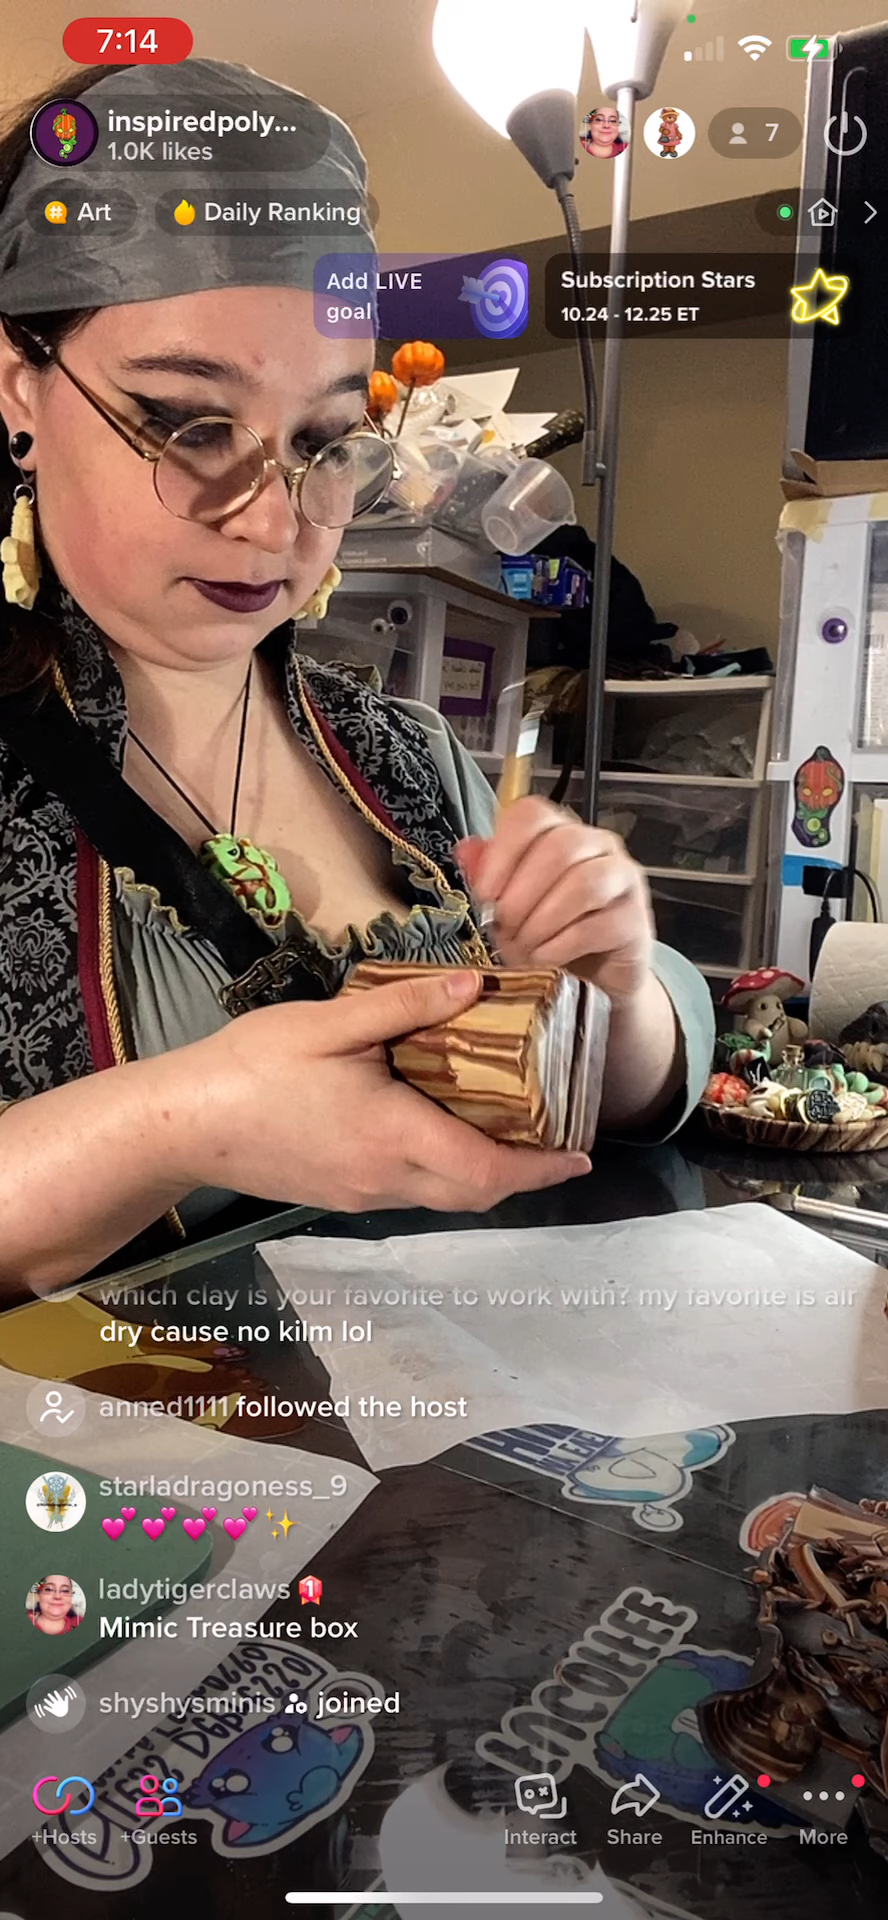 7:14
inspiredpoly...
1.0K likes
7
Art
Daily Ranking
Add LIVE
goal
Subscription Stars
10.24 - 12.25 ET
which clay is your favorite to work with? my favorite is air
dry cause no kilm lol
anned1111 followed the host
starladragoness_9
💕💕💕💕✨
ladytigerclaws 1
Mimic Treasure box
shyshysminis joined
+Hosts
+Guests
Interact
Share
Enhance
More